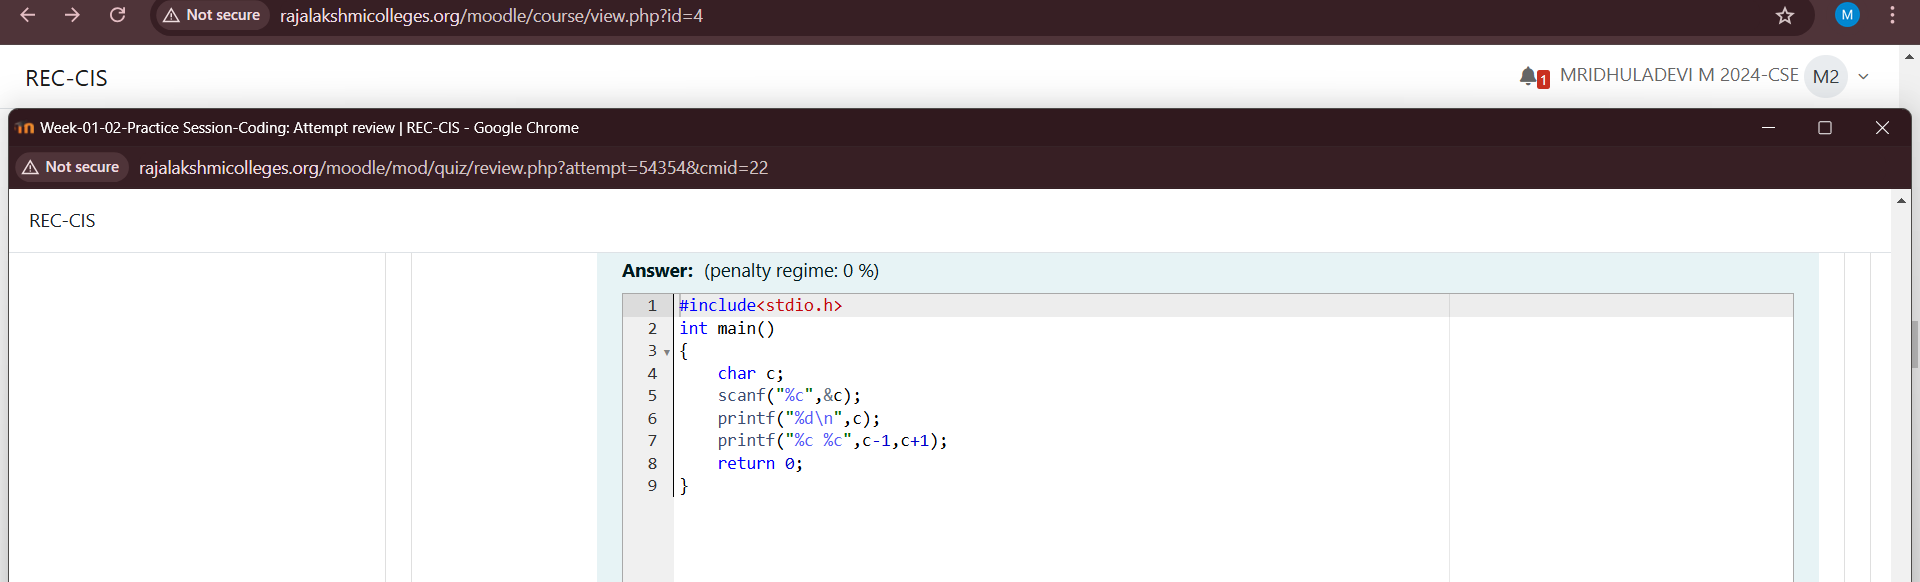 Not secure rajalakshmicolleges.org/moodle/course/view.php?id=4 M
REC-CIS 1 MRIDHULADEVI M 2024-CSE M2
Week-01-02-Practice Session-Coding: Attempt review | REC-CIS - Google Chrome
Not secure rajalakshmicolleges.org/moodle/mod/quiz/review.php?attempt=54354&cmid=22
REC-CIS
Answer: (penalty regime: 0 %)
1 #include<stdio.h>
2 int main()
3 {
4 char c;
5 scanf("%c",&c);
6 printf("%d\n",c);
7 printf("%c %c",c-1,c+1);
8 return 0;
9 }